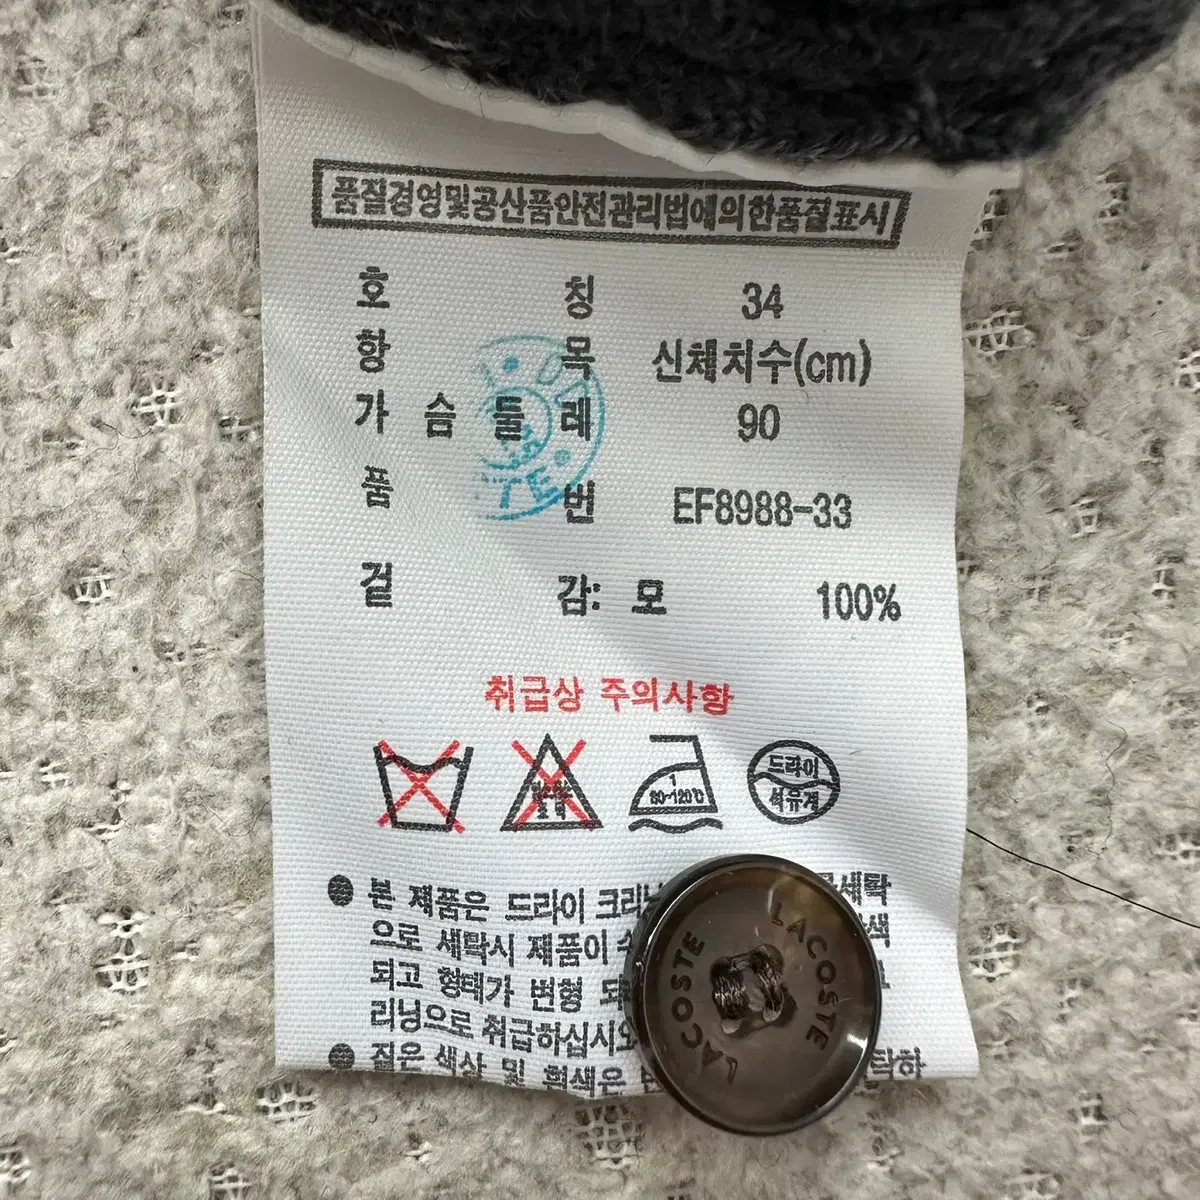 품질경영및공산품안전관리법에의한품질표시
호 칭 34
항 목 신체치수(cm)
가 슴 둘 레 90
품 번 EF8988-33
걸 감: 모 100%
취급상 주의사항
1
80~120℃
드라이
석유계
본 제품은 드라이 크리닝
으로 세탁시 제품이
되고 형태가 변형
리닝으로 취급하십시오
짙은 색상 및 흰색은
LACOSTE
LACOSTE